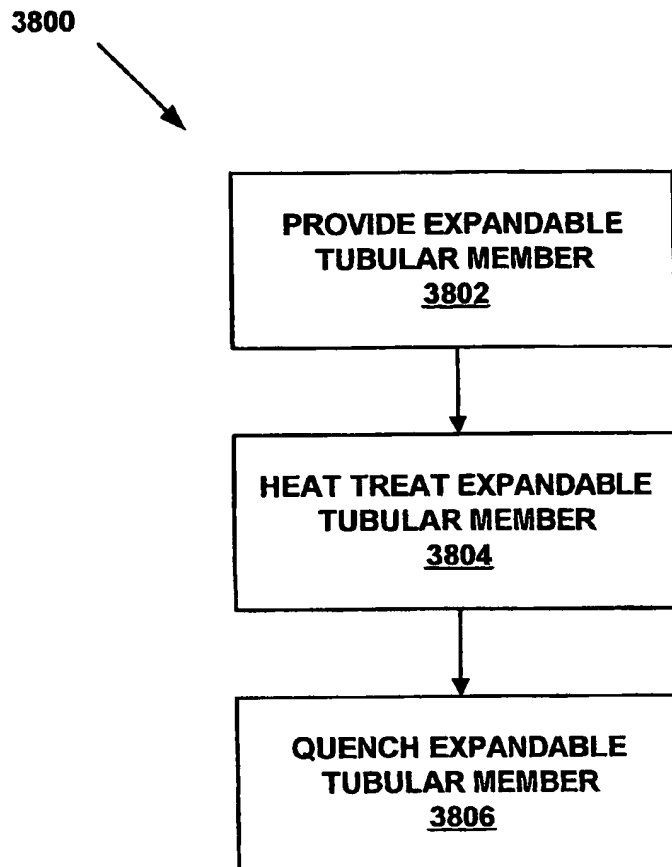 3800
PROVIDE EXPANDABLE
TUBULAR MEMBER
3802
HEAT TREAT EXPANDABLE
TUBULAR MEMBER
3804
QUENCH EXPANDABLE
TUBULAR MEMBER
3806